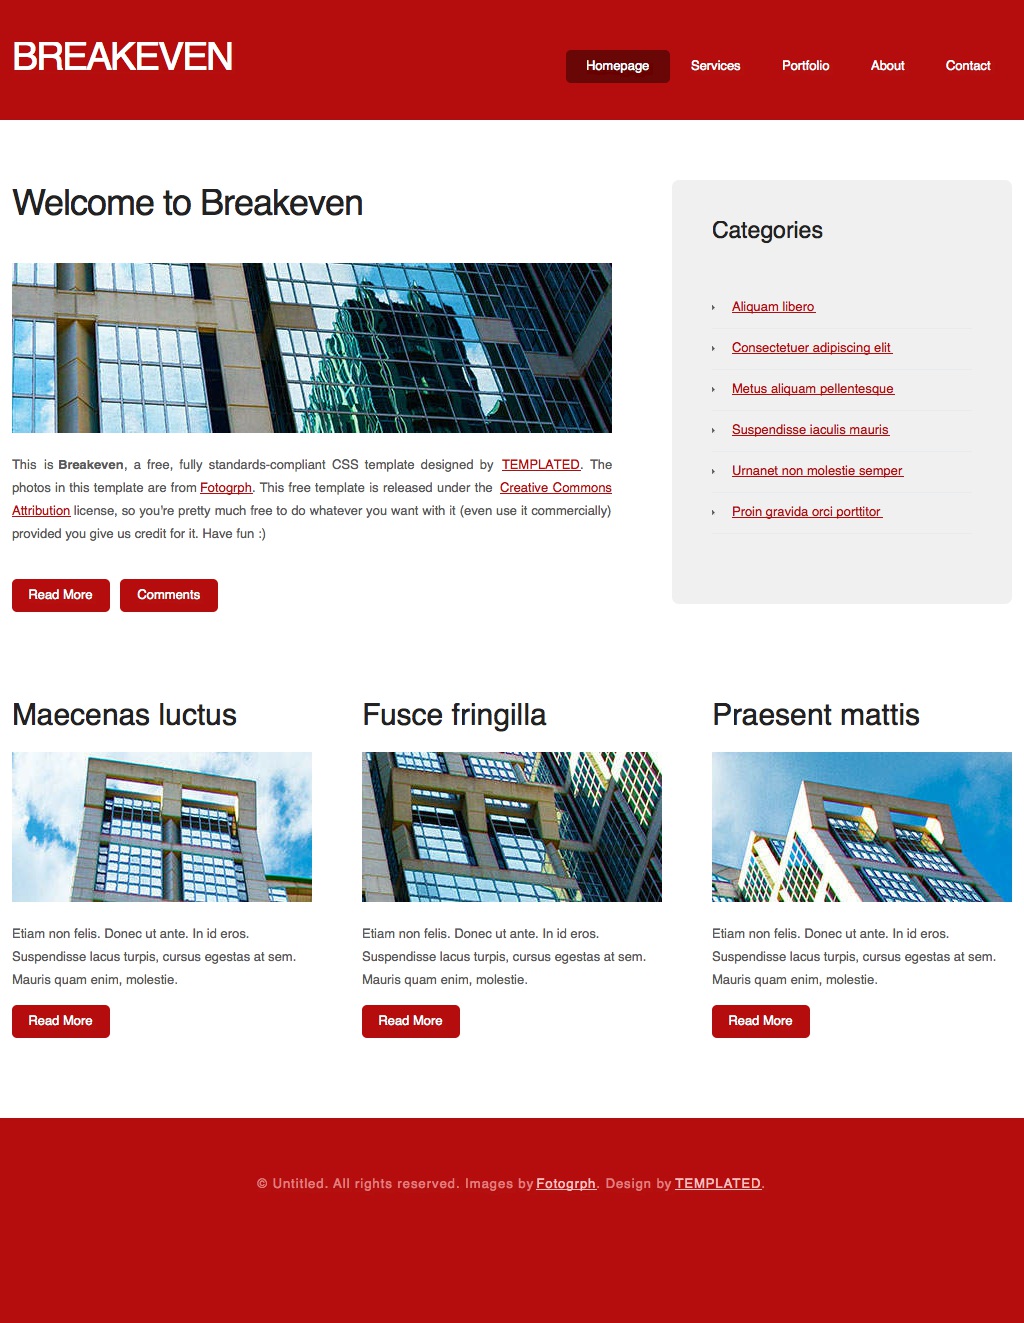 BREAKEVEN
Homepage Services Portfolio About Contact
Welcome to Breakeven
This is Breakeven, a free, fully standards-compliant CSS template designed by TEMPLATED. The
photos in this template are from Fotogrph. This free template is released under the Creative Commons
Attribution license, so you're pretty much free to do whatever you want with it (even use it commercially)
provided you give us credit for it. Have fun :)
Read More Comments
Categories
Aliquam libero
Consectetuer adipiscing elit
Metus aliquam pellentesque
Suspendisse iaculis mauris
Urnanet non molestie semper
Proin gravida orci porttitor
Maecenas luctus
Etiam non felis. Donec ut ante. In id eros.
Suspendisse lacus turpis, cursus egestas at sem.
Mauris quam enim, molestie.
Read More
Fusce fringilla
Etiam non felis. Donec ut ante. In id eros.
Suspendisse lacus turpis, cursus egestas at sem.
Mauris quam enim, molestie.
Read More
Praesent mattis
Etiam non felis. Donec ut ante. In id eros.
Suspendisse lacus turpis, cursus egestas at sem.
Mauris quam enim, molestie.
Read More
© Untitled. All rights reserved. Images by Fotogrph. Design by TEMPLATED.